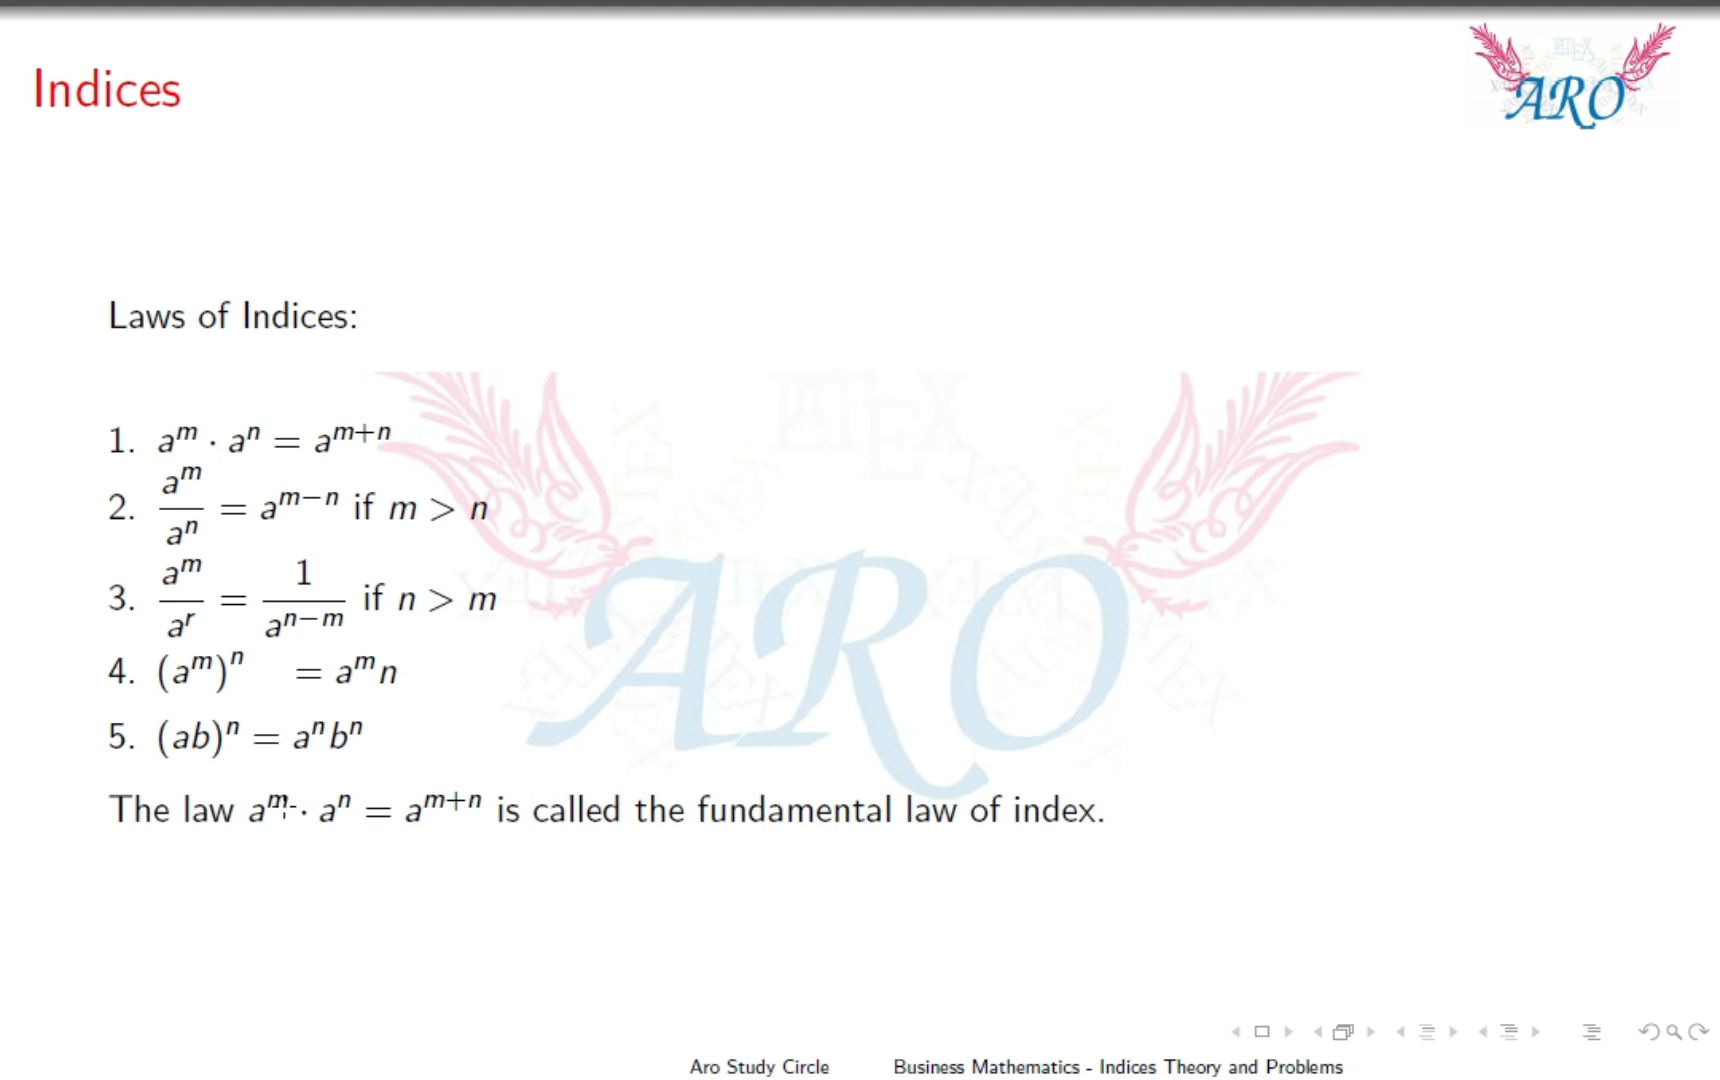 Indices
ARO
Laws of Indices:
1. a^m · a^n = a^{m+n}
2. a^m / a^n = a^{m−n} if m > n
3. a^m / a^r = 1 / a^{n−m} if n > m
4. (a^m)^n = a^m n
5. (ab)^n = a^n b^n
The law a^m · a^n = a^{m+n} is called the fundamental law of index.
ARO
Aro Study Circle Business Mathematics - Indices Theory and Problems